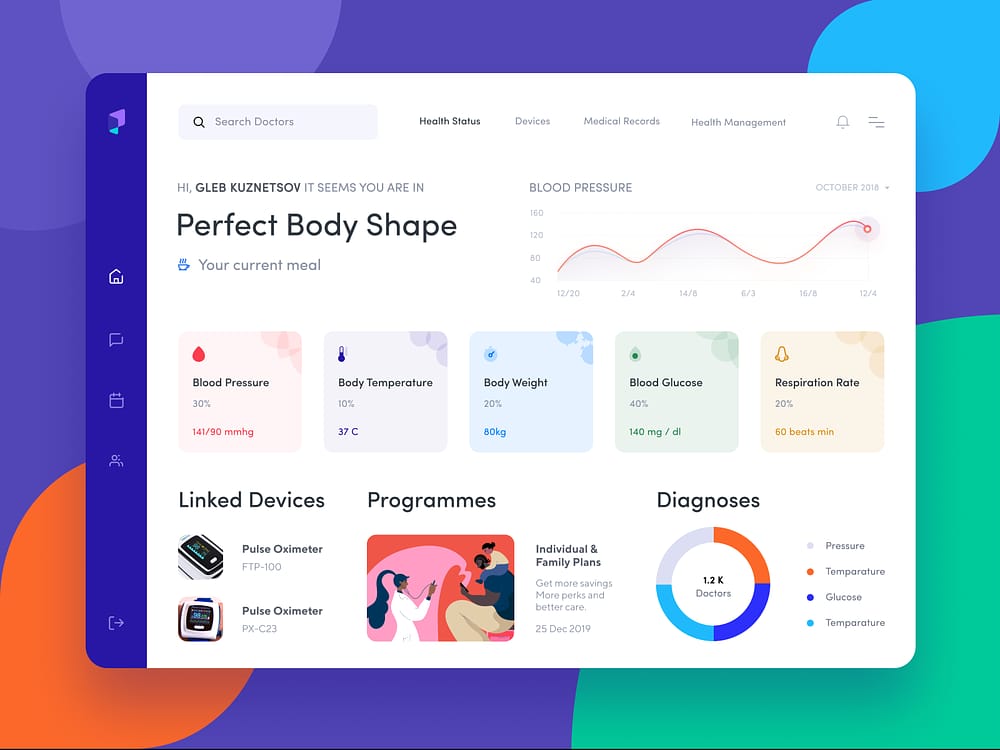 Search Doctors
Health Status
Devices
Medical Records
Health Management
HI, GLEB KUZNETSOV IT SEEMS YOU ARE IN
Perfect Body Shape
Your current meal
BLOOD PRESSURE
OCTOBER 2018
160
120
80
40
12/20
2/4
14/8
6/3
16/8
12/4
Blood Pressure
30%
141/90 mmhg
Body Temperature
10%
37 C
Body Weight
20%
80kg
Blood Glucose
40%
140 mg / dl
Respiration Rate
20%
60 beats min
Linked Devices
Pulse Oximeter
FTP-100
Pulse Oximeter
PX-C23
Programmes
Individual &
Family Plans
Get more savings
More perks and
better care.
25 Dec 2019
Diagnoses
1.2 K
Doctors
Pressure
Temparature
Glucose
Temparature